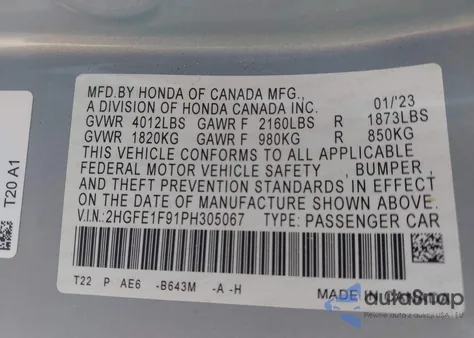 MFD.BY HONDA OF CANADA MFG.,
A DIVISION OF HONDA CANADA INC. 01/'23
GVWR 4012LBS GAWR F 2160LBS R 1873LBS
GVWR 1820KG GAWR F 980KG R 850KG
THIS VEHICLE CONFORMS TO ALL APPLICABLE
FEDERAL MOTOR VEHICLE SAFETY , BUMPER ,
AND THEFT PREVENTION STANDARDS IN EFFECT
ON THE DATE OF MANUFACTURE SHOWN ABOVE.
V.I.N.:2HGFE1F91PH305067 TYPE: PASSENGER CAR
T22 P AE6 -B643M -A -H MADE IN
T20 A1
autoSnap